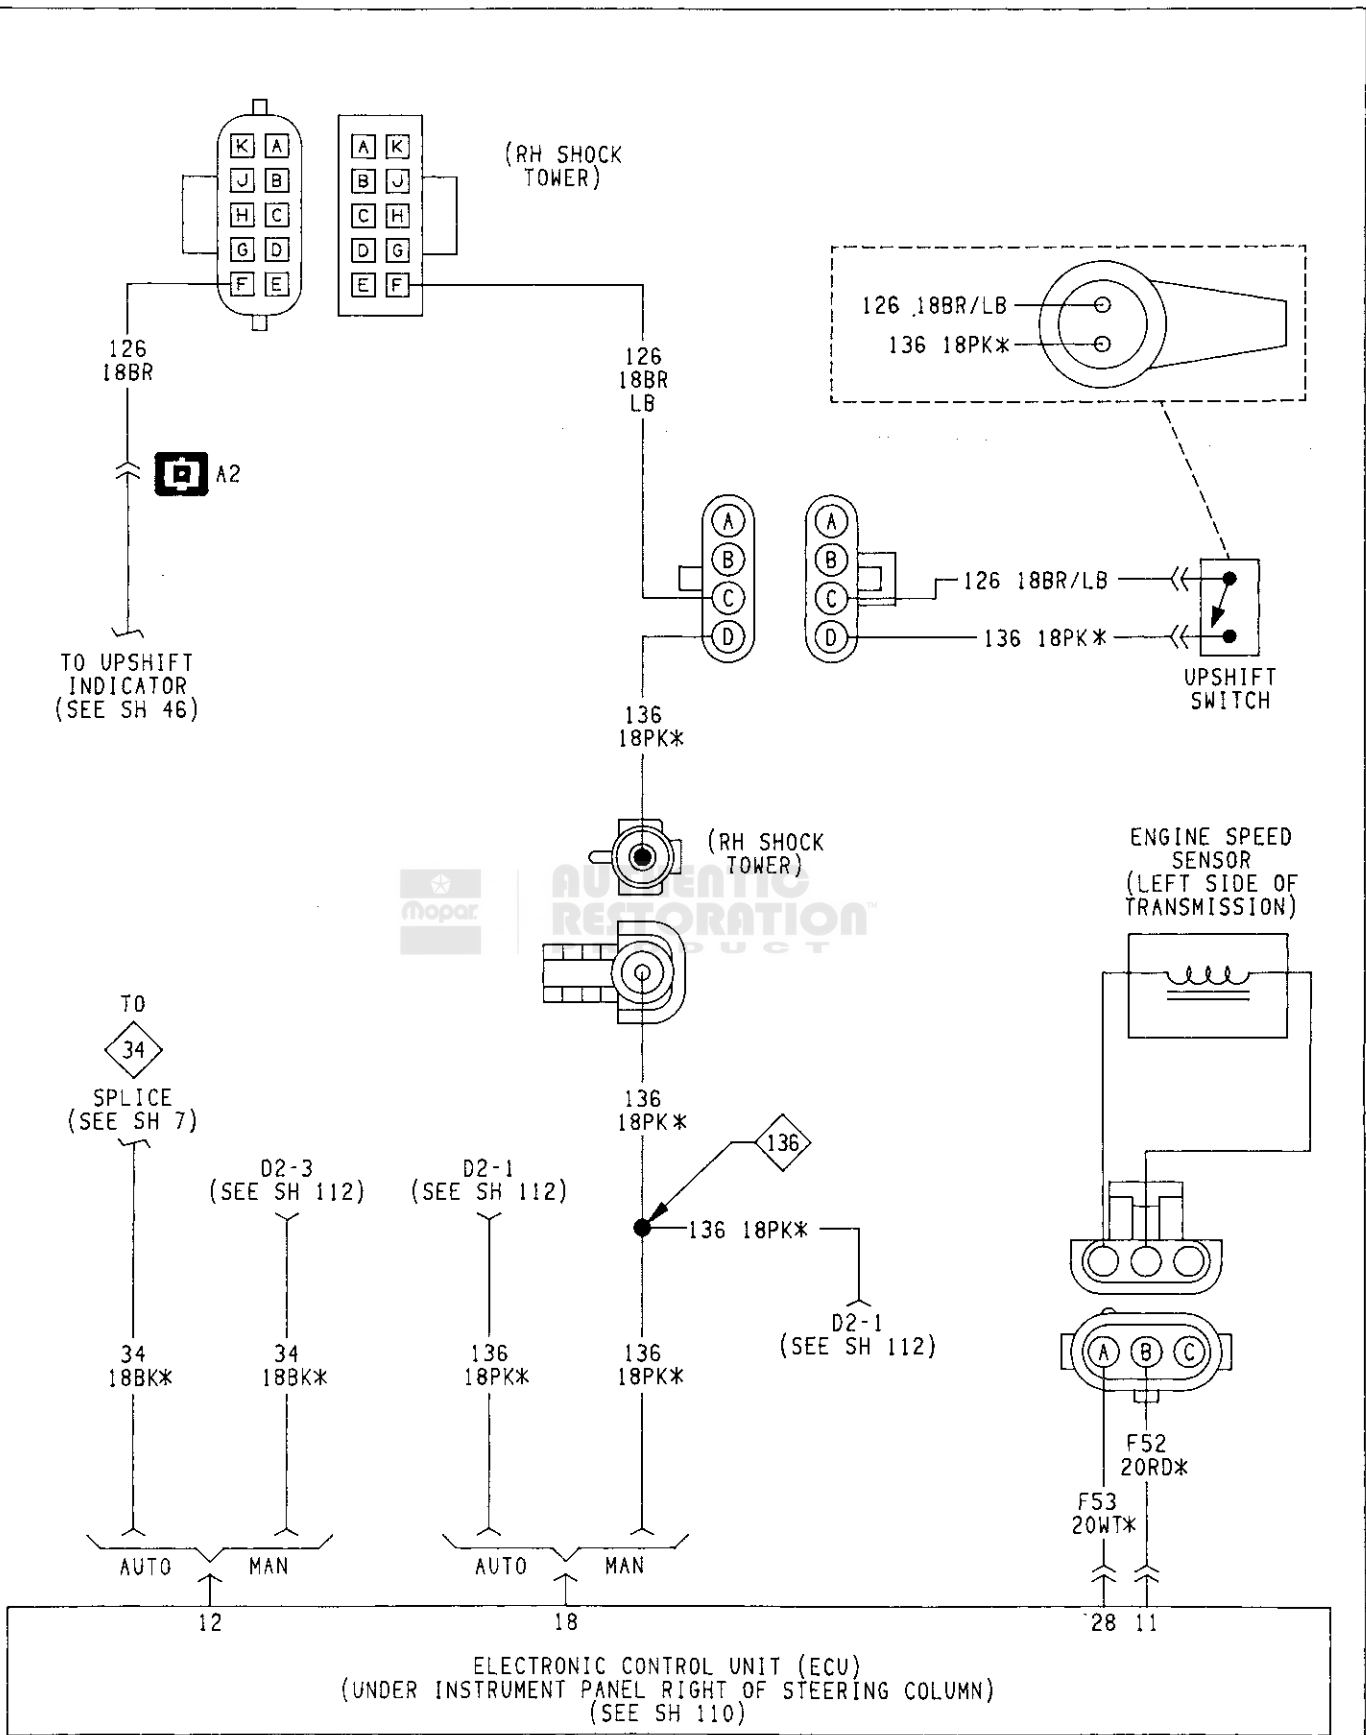 K A
A K
(RH SHOCK
TOWER)
J B
B J
H C
C H
G D
D G
F E
E F
126 18BR/LB
136 18PK*
126
18BR
126
18BR
LB
A2
A
A
B
B
C
C
126 18BR/LB
D
D
136 18PK*
TO UPSHIFT
INDICATOR
(SEE SH 46)
UPSHIFT
SWITCH
136
18PK*
(RH SHOCK
TOWER)
ENGINE SPEED
SENSOR
(LEFT SIDE OF
TRANSMISSION)
Mopar
AUTHENTIC
RESTORATION™
PRODUCT
TO
34
SPLICE
(SEE SH 7)
136
18PK*
136
D2-3
(SEE SH 112)
D2-1
(SEE SH 112)
136 18PK*
D2-1
(SEE SH 112)
34
18BK*
34
18BK*
136
18PK*
136
18PK*
A B C
F52
20RD*
F53
20WT*
AUTO MAN
AUTO MAN
12
18
28 11
ELECTRONIC CONTROL UNIT (ECU)
(UNDER INSTRUMENT PANEL RIGHT OF STEERING COLUMN)
(SEE SH 110)